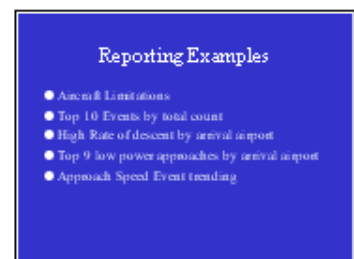 Reporting Examples
Aircraft Limitations
Top 10 Events by total count
High Rate of descent by arrival airport
Top 9 low power approaches by arrival airport
Approach Speed Event trending